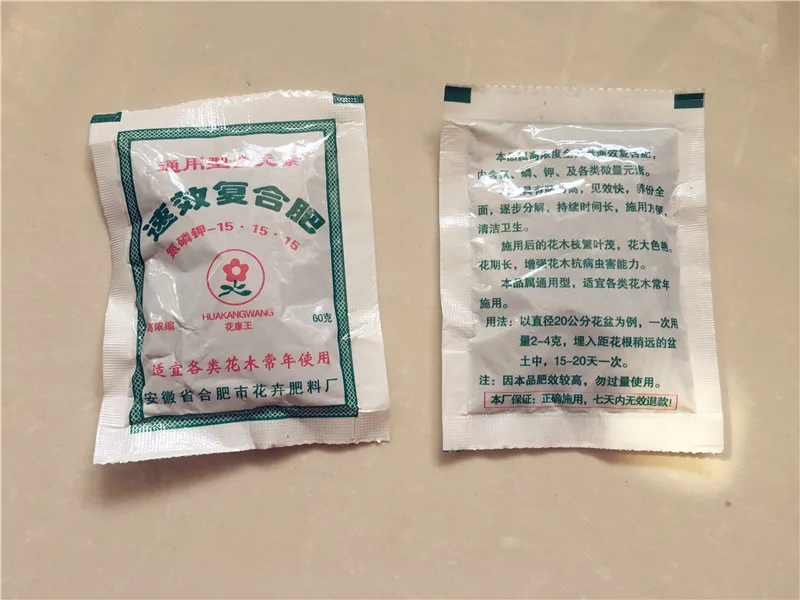 通用型
速效复合肥
氮磷钾-15·15·15
HUAKANGWANG
花康王
高浓缩
60克
适宜各类花木常年使用
安徽省合肥市花卉肥料厂
本品属高浓度 速效复合肥,
内含氮、磷、钾、及各类微量元素。
见效快,养份全
面,逐步分解,持续时间长,施用方便,
清洁卫生。
施用后的花木枝繁叶茂,花大色艳,
花期长,增强花木抗病虫害能力。
本品属通用型,适宜各类花木常年
施用。
用法:以直径20公分花盆为例,一次用
量2-4克,埋入距花根稍远的盆
土中,15-20天一次。
注:因本品肥效较高,勿过量使用。
本厂保证:正确施用,七天内无效退款!